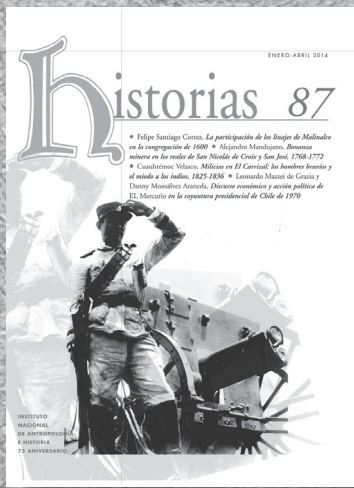 ENERO-ABRIL 2014
historias 87
• Felipe Santiago Cortez, La participación de los linajes de Malinalco
en la congregación de 1600 • Alejandro Mandujano, Bonanza
minera en los reales de San Nicolás de Croix y San José, 1768-1772
• Cuauhtémoc Velasco, Milicias en El Carrizal: los hombres bravíos y
el miedo a los indios, 1825-1836 • Leonardo Mazzei de Grazia y
Danny Monsálvez Araneda, Discurso económico y acción política de
EL Mercurio en la coyuntura presidencial de Chile de 1970
INSTITUTO
NACIONAL
DE ANTROPOLOGÍA
E HISTORIA
75 ANIVERSARIO